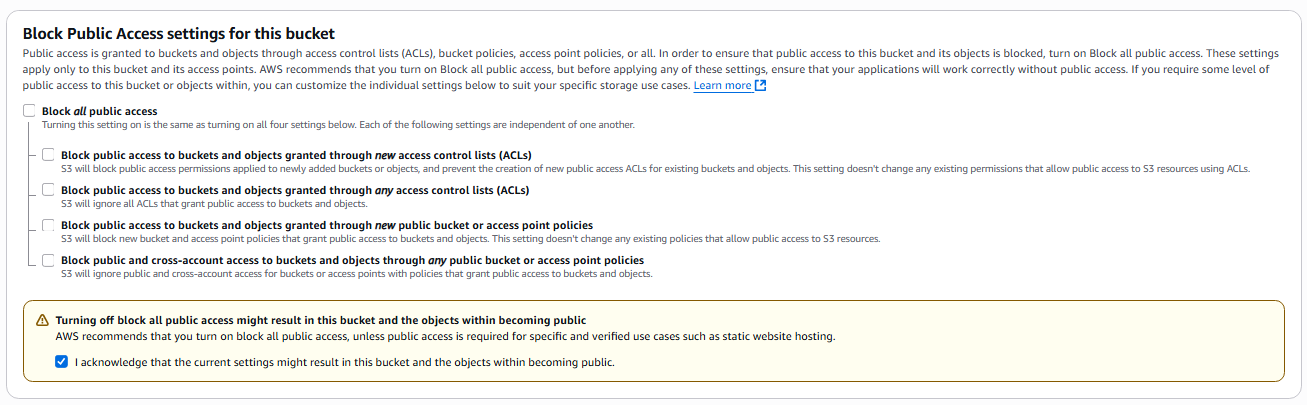 Block Public Access settings for this bucket
Public access is granted to buckets and objects through access control lists (ACLs), bucket policies, access point policies, or all. In order to ensure that public access to this bucket and its objects is blocked, turn on Block all public access. These settings
apply only to this bucket and its access points. AWS recommends that you turn on Block all public access, but before applying any of these settings, ensure that your applications will work correctly without public access. If you require some level of
public access to this bucket or objects within, you can customize the individual settings below to suit your specific storage use cases. Learn more
Block all public access
Turning this setting on is the same as turning on all four settings below. Each of the following settings are independent of one another.
Block public access to buckets and objects granted through new access control lists (ACLs)
S3 will block public access permissions applied to newly added buckets or objects, and prevent the creation of new public access ACLs for existing buckets and objects. This setting doesn't change any existing permissions that allow public access to S3 resources using ACLs.
Block public access to buckets and objects granted through any access control lists (ACLs)
S3 will ignore all ACLs that grant public access to buckets and objects.
Block public access to buckets and objects granted through new public bucket or access point policies
S3 will block new bucket and access point policies that grant public access to buckets and objects. This setting doesn't change any existing policies that allow public access to S3 resources.
Block public and cross-account access to buckets and objects through any public bucket or access point policies
S3 will ignore public and cross-account access for buckets or access points with policies that grant public access to buckets and objects.
Turning off block all public access might result in this bucket and the objects within becoming public
AWS recommends that you turn on block all public access, unless public access is required for specific and verified use cases such as static website hosting.
I acknowledge that the current settings might result in this bucket and the objects within becoming public.